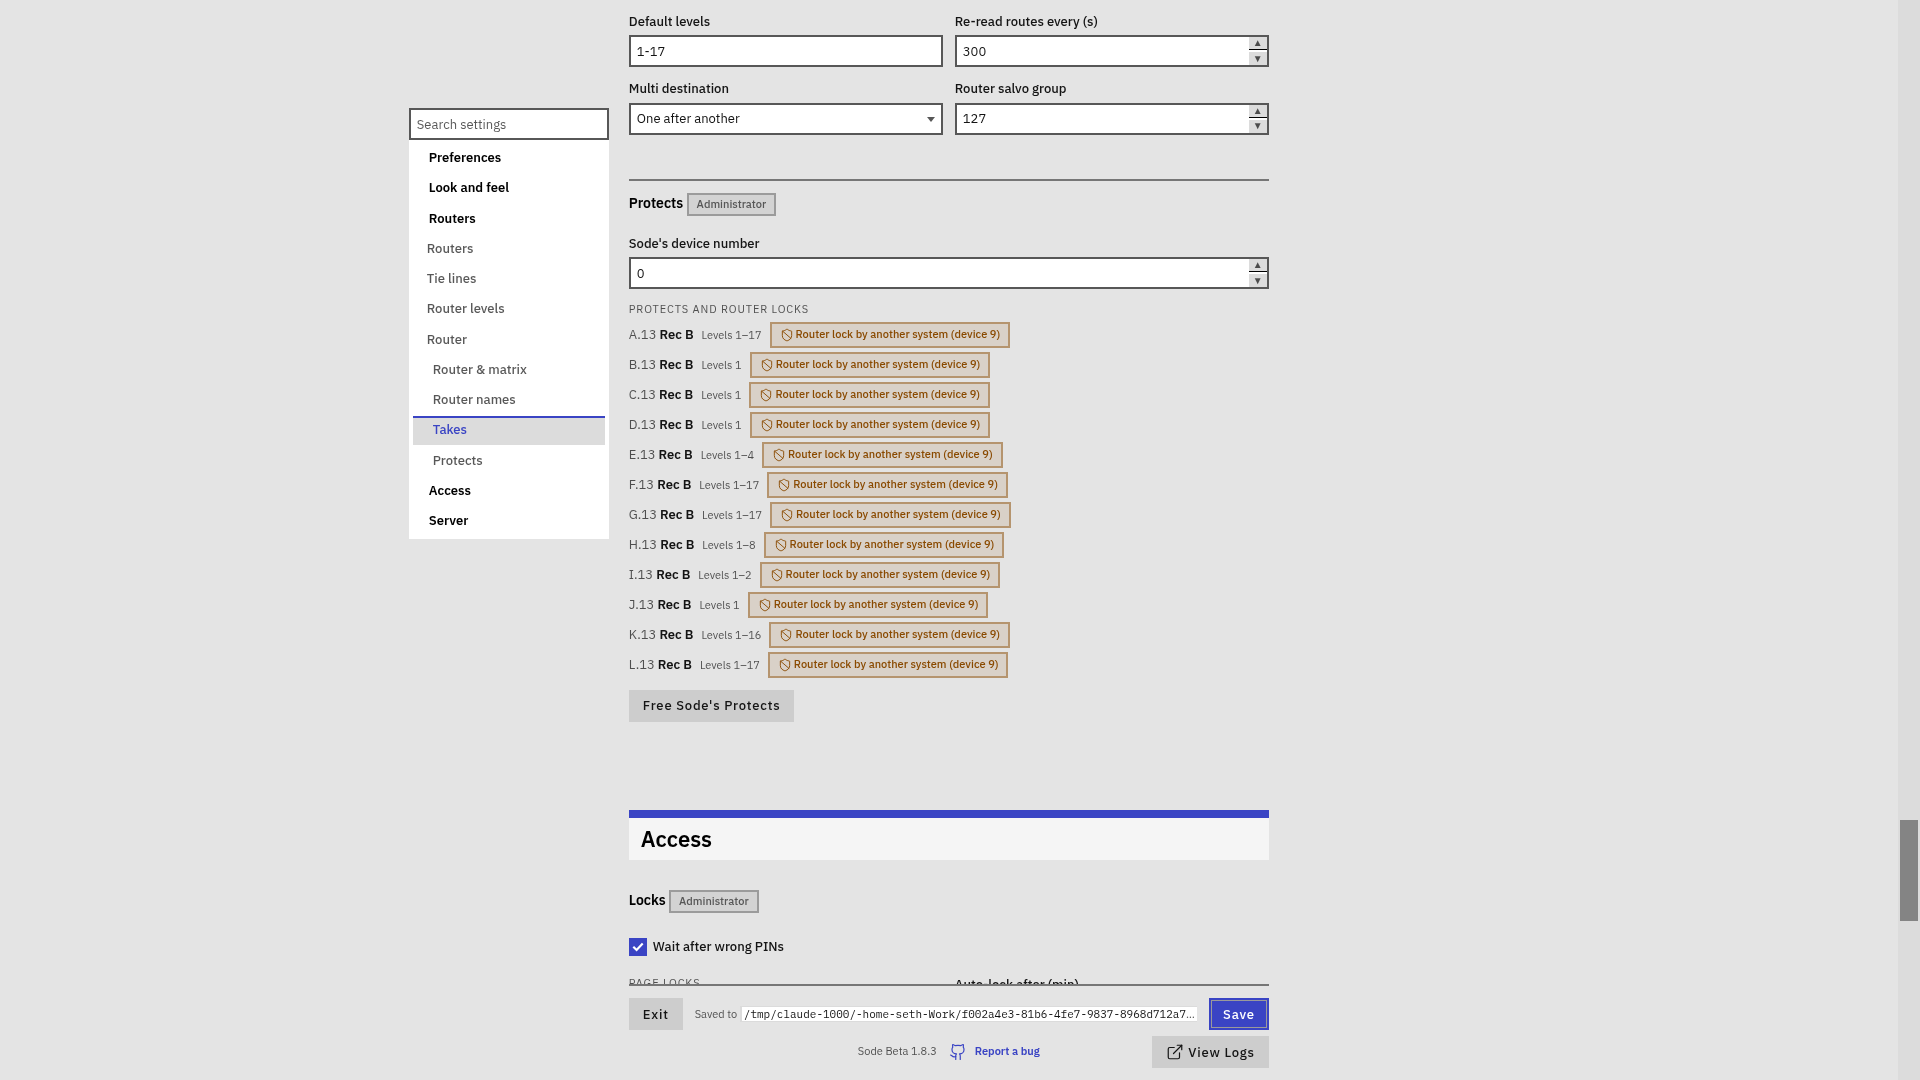 Default levels
Re-read routes every (s)
1-17
300
Multi destination
Router salvo group
One after another
127
Search settings
Preferences
Look and feel
Routers
Routers
Tie lines
Router levels
Router
Router & matrix
Router names
Takes
Protects
Access
Server
Protects Administrator
Sode's device number
0
PROTECTS AND ROUTER LOCKS
A.13 Rec B Levels 1–17 Router lock by another system (device 9)
B.13 Rec B Levels 1 Router lock by another system (device 9)
C.13 Rec B Levels 1 Router lock by another system (device 9)
D.13 Rec B Levels 1 Router lock by another system (device 9)
E.13 Rec B Levels 1–4 Router lock by another system (device 9)
F.13 Rec B Levels 1–17 Router lock by another system (device 9)
G.13 Rec B Levels 1–17 Router lock by another system (device 9)
H.13 Rec B Levels 1–8 Router lock by another system (device 9)
I.13 Rec B Levels 1–2 Router lock by another system (device 9)
J.13 Rec B Levels 1 Router lock by another system (device 9)
K.13 Rec B Levels 1–16 Router lock by another system (device 9)
L.13 Rec B Levels 1–17 Router lock by another system (device 9)
Free Sode's Protects
Access
Locks Administrator
Wait after wrong PINs
PAGE LOCKS
Auto-lock after (min)
Exit
Saved to /tmp/claude-1000/-home-seth-Work/f002a4e3-81b6-4fe7-9837-8968d712a7…
Save
Sode Beta 1.8.3
Report a bug
View Logs